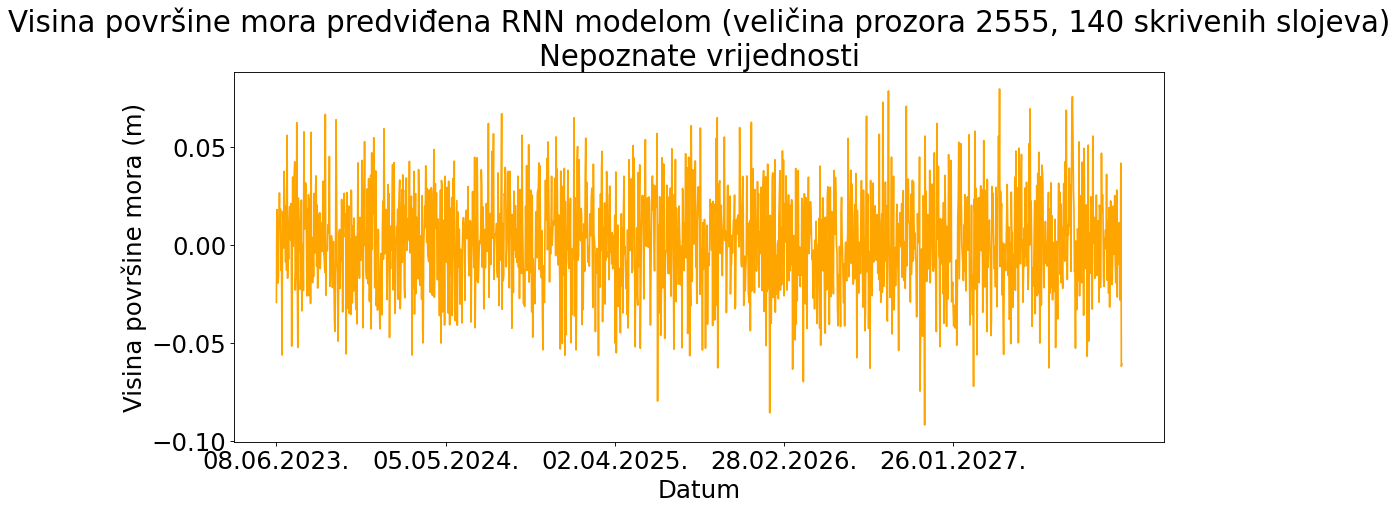 Visina površine mora predviđena RNN modelom (veličina prozora 2555, 140 skrivenih slojeva)
Nepoznate vrijednosti
Visina površine mora (m)
0.05
0.00
−0.05
−0.10
08.06.2023. 05.05.2024. 02.04.2025. 28.02.2026. 26.01.2027.
Datum